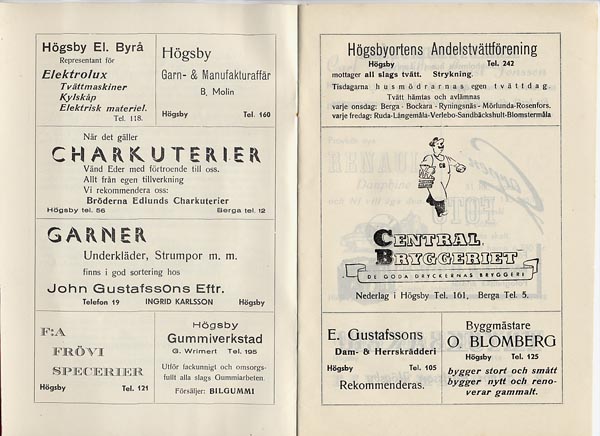 Högsby El. Byrå
Representant för
Elektrolux
Tvättmaskiner
Kylskåp
Elektrisk materiel.
Tel. 118.
Högsby
Garn- & Manufakturaffär
B. Molin
Högsby Tel. 160
När det gäller
CHARKUTERIER
Vänd Eder med förtroende till oss.
Allt från egen tillverkning
Vi rekommendera oss:
Bröderna Edlunds Charkuterier
Högsby tel. 56 Berga tel. 12
GARNER
Underkläder, Strumpor m. m.
finns i god sortering hos
John Gustafssons Eftr.
Telefon 19 INGRID KARLSSON Högsby
F:A
FRÖVI
SPECERIER
Högsby Tel. 121
Högsby
Gummiverkstad
G. Wrimert Tel. 195
Utför fackunnigt och omsorgs-
fullt alla slags Gummiarbeten.
Försäljer: BILGUMMI
Högsbyortens Andelstvättförening
Högsby Tel. 242
mottager all slags tvätt. Strykning.
Tisdagarna husmödrarnas egen tvättdag.
Tvätt hämtas och avlämnas
varje onsdag: Berga - Bockara - Ryningsnäs - Mörlunda-Rosenfors.
varje fredag: Ruda-Långemåla-Verlebo-Sandbäckshult-Blomstermåla
CENTRAL
BRYGGERIET
DE GODA DRYCKERNAS BRYGGERI
Nederlag i Högsby Tel. 161, Berga Tel. 5.
E. Gustafssons
Dam- & Herrskrädderi
Högsby Tel. 105
Rekommenderas.
Byggmästare
O. BLOMBERG
Högsby Tel. 125
bygger stort och smått
bygger nytt och reno-
verar gammalt.